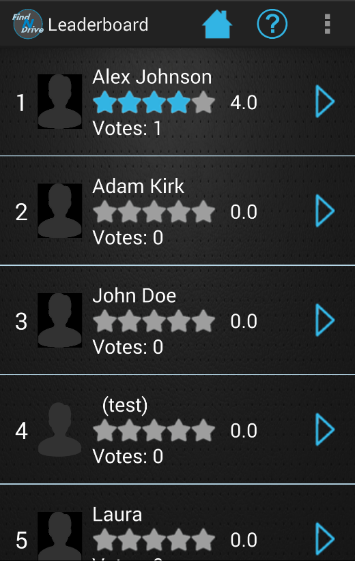 Find
N
Drive
Leaderboard
?
1
Alex Johnson
4.0
Votes: 1
2
Adam Kirk
0.0
Votes: 0
3
John Doe
0.0
Votes: 0
4
(test)
0.0
Votes: 0
5
Laura
0.0